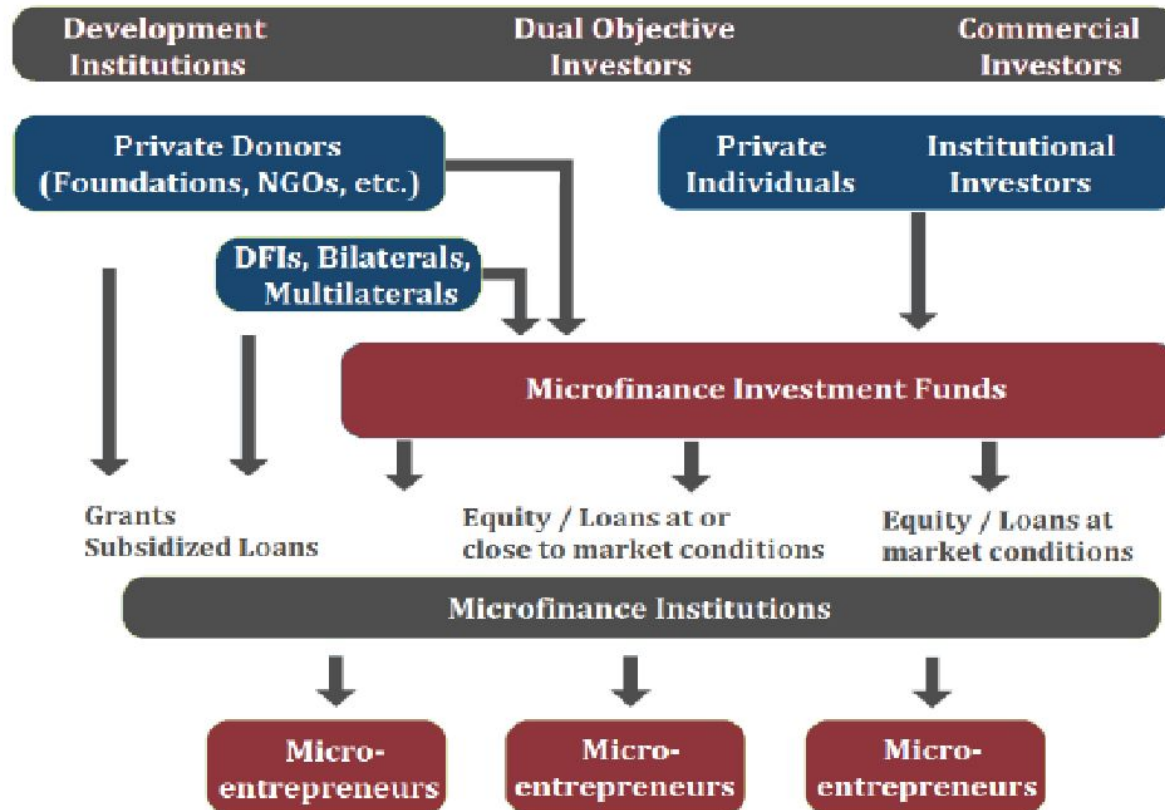 Development
Institutions
Dual Objective
Investors
Commercial
Investors
Private Donors
(Foundations, NGOs, etc.)
Private
Individuals
Institutional
Investors
DFIs, Bilaterals,
Multilaterals
Microfinance Investment Funds
Grants
Subsidized Loans
Equity / Loans at or
close to market conditions
Equity / Loans at
market conditions
Microfinance Institutions
Micro-
entrepreneurs
Micro-
entrepreneurs
Micro-
entrepreneurs